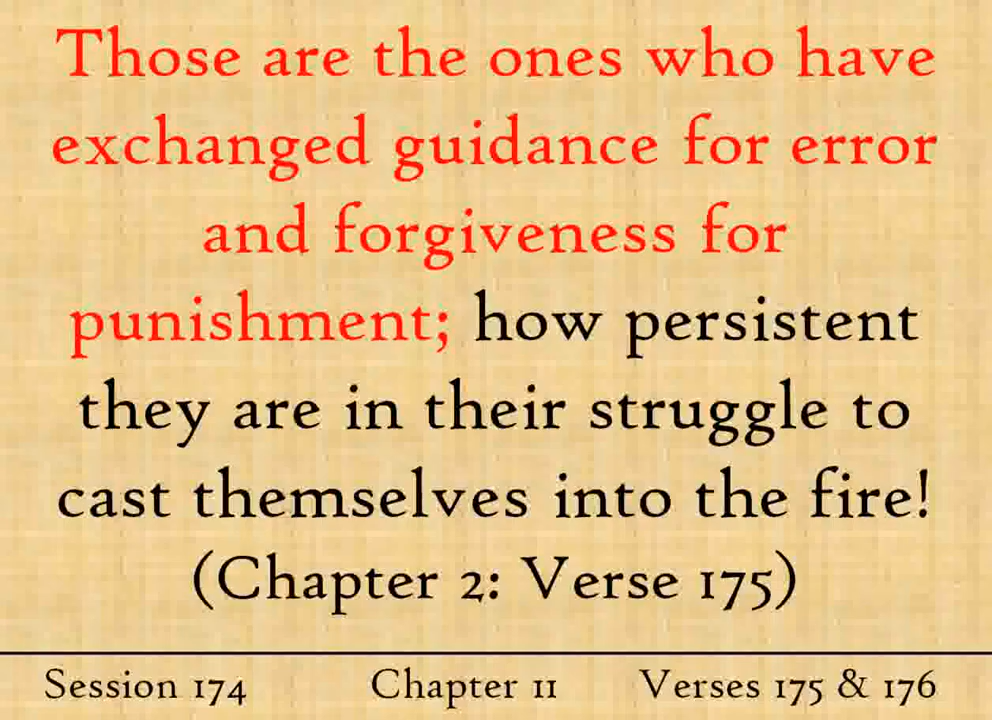 Those are the ones who have
exchanged guidance for error
and forgiveness for
punishment; how persistent
they are in their struggle to
cast themselves into the fire!
(Chapter 2: Verse 175)
Session 174 Chapter 11 Verses 175 & 176